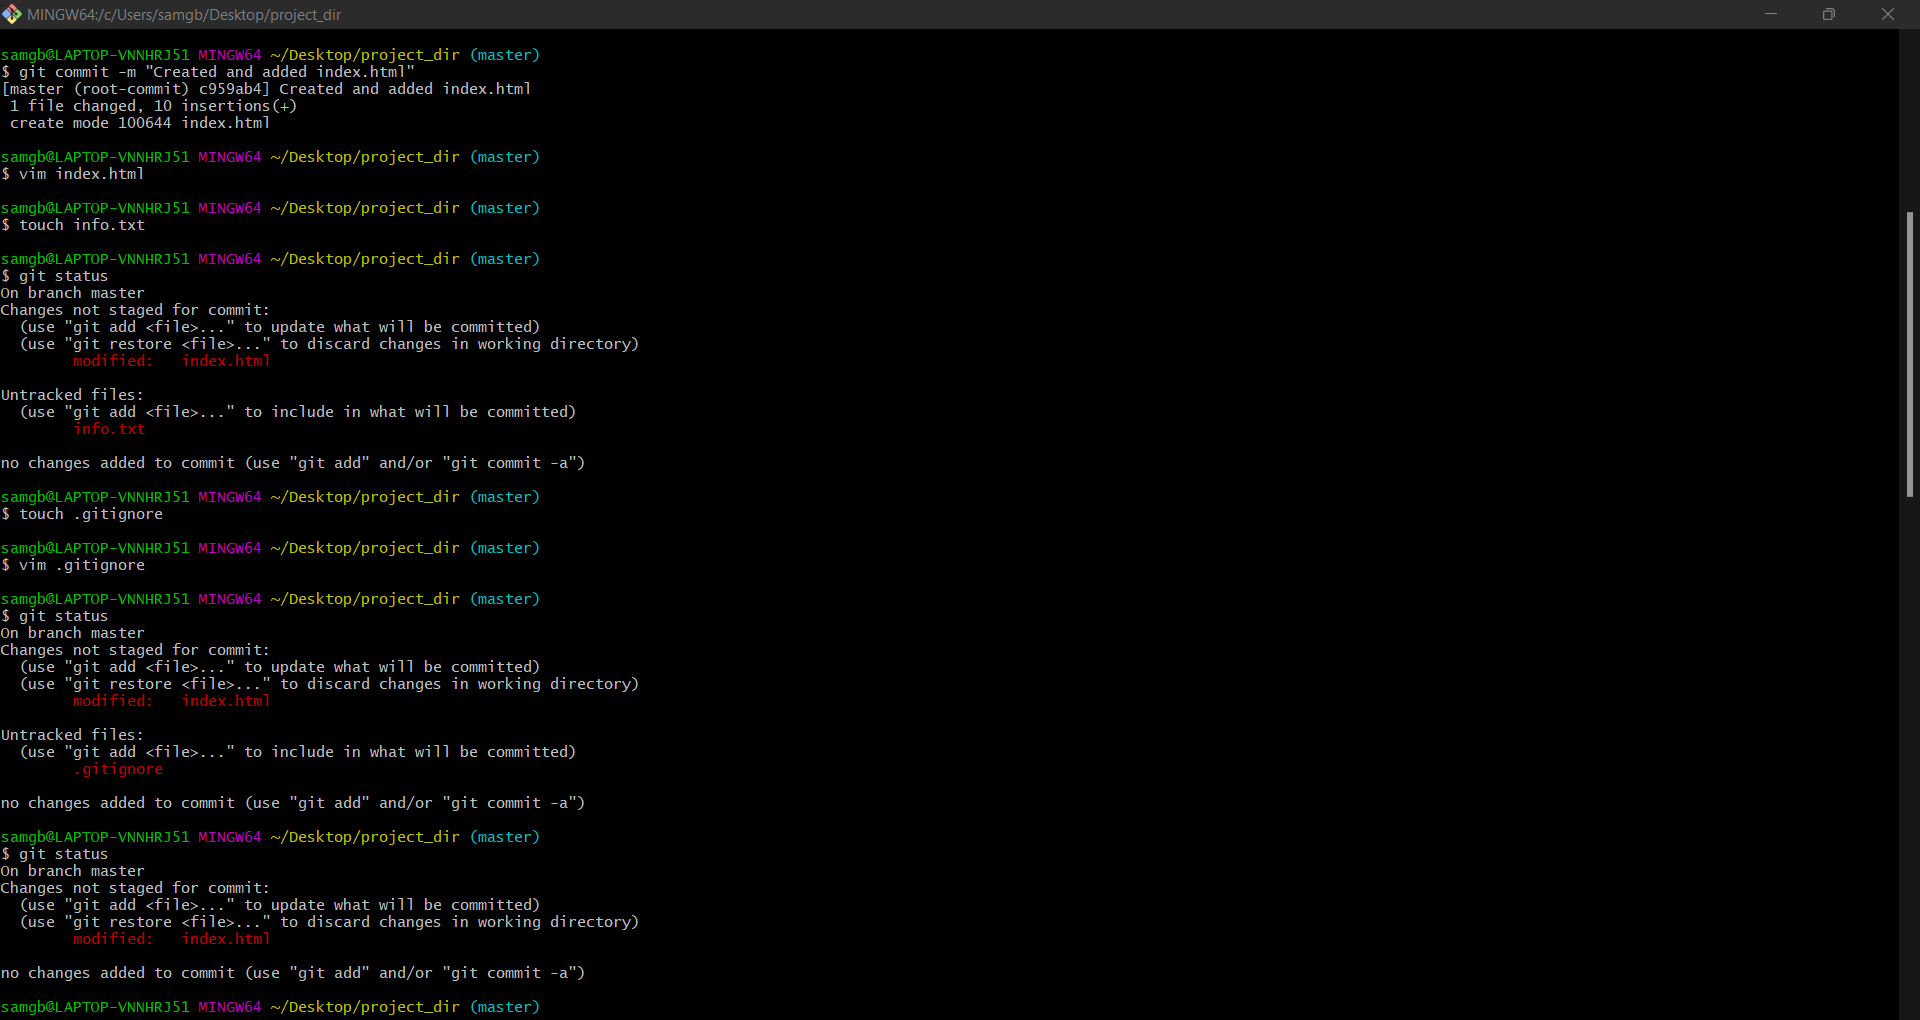 MINGW64:/c/Users/samgb/Desktop/project_dir
samgb@LAPTOP-VNNHRJ51 MINGW64 ~/Desktop/project_dir (master)
$ git commit -m "Created and added index.html"
[master (root-commit) c959ab4] Created and added index.html
 1 file changed, 10 insertions(+)
 create mode 100644 index.html
samgb@LAPTOP-VNNHRJ51 MINGW64 ~/Desktop/project_dir (master)
$ vim index.html
samgb@LAPTOP-VNNHRJ51 MINGW64 ~/Desktop/project_dir (master)
$ touch info.txt
samgb@LAPTOP-VNNHRJ51 MINGW64 ~/Desktop/project_dir (master)
$ git status
On branch master
Changes not staged for commit:
  (use "git add <file>..." to update what will be committed)
  (use "git restore <file>..." to discard changes in working directory)
        modified:   index.html
Untracked files:
  (use "git add <file>..." to include in what will be committed)
        info.txt
no changes added to commit (use "git add" and/or "git commit -a")
samgb@LAPTOP-VNNHRJ51 MINGW64 ~/Desktop/project_dir (master)
$ touch .gitignore
samgb@LAPTOP-VNNHRJ51 MINGW64 ~/Desktop/project_dir (master)
$ vim .gitignore
samgb@LAPTOP-VNNHRJ51 MINGW64 ~/Desktop/project_dir (master)
$ git status
On branch master
Changes not staged for commit:
  (use "git add <file>..." to update what will be committed)
  (use "git restore <file>..." to discard changes in working directory)
        modified:   index.html
Untracked files:
  (use "git add <file>..." to include in what will be committed)
        .gitignore
no changes added to commit (use "git add" and/or "git commit -a")
samgb@LAPTOP-VNNHRJ51 MINGW64 ~/Desktop/project_dir (master)
$ git status
On branch master
Changes not staged for commit:
  (use "git add <file>..." to update what will be committed)
  (use "git restore <file>..." to discard changes in working directory)
        modified:   index.html
no changes added to commit (use "git add" and/or "git commit -a")
samgb@LAPTOP-VNNHRJ51 MINGW64 ~/Desktop/project_dir (master)